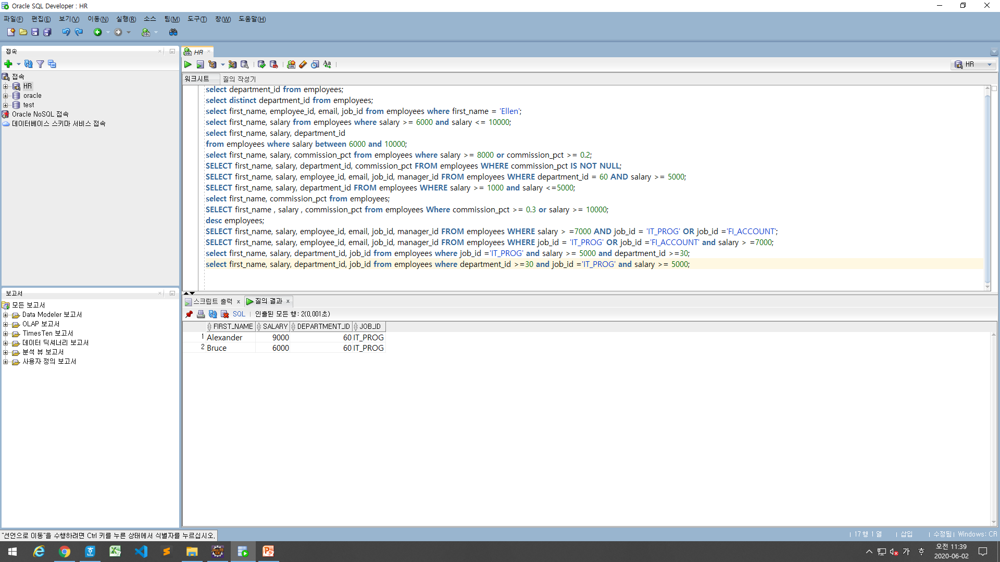 Oracle SQL Developer : HR
파일(F) 편집(E) 보기(V) 이동(N) 실행(R) 소스 팀(M) 도구(T) 창(W) 도움말(H)
접속
접속
HR
oracle
test
Oracle NoSQL 접속
데이터베이스 스키마 서비스 접속
보고서
모든 보고서
Data Modeler 보고서
OLAP 보고서
TimesTen 보고서
데이터 딕셔너리 보고서
분석 뷰 보고서
사용자 정의 보고서
HR
HR
워크시트 질의 작성기
select department_id from employees;
select distinct department_id from employees;
select first_name, employee_id, email, job_id from employees where first_name = 'Ellen';
select first_name, salary from employees where salary >= 6000 and salary <= 10000;
select first_name, salary, department_id
from employees where salary between 6000 and 10000;
select first_name, salary, commission_pct from employees where salary >= 8000 or commission_pct >= 0.2;
SELECT first_name, salary, department_id, commission_pct FROM employees WHERE commission_pct IS NOT NULL;
SELECT first_name, salary, employee_id, email, job_id, manager_id FROM employees WHERE department_id = 60 AND salary >= 5000;
SELECT first_name, salary, department_id FROM employees WHERE salary >= 1000 and salary <=5000;
select first_name, commission_pct from employees;
SELECT first_name , salary , commission_pct from employees Where commission_pct >= 0.3 or salary >= 10000;
desc employees;
SELECT first_name, salary, employee_id, email, job_id, manager_id FROM employees WHERE salary > =7000 AND job_id = 'IT_PROG' OR job_id ='FI_ACCOUNT';
SELECT first_name, salary, employee_id, email, job_id, manager_id FROM employees WHERE job_id = 'IT_PROG' OR job_id ='FI_ACCOUNT' and salary > =7000;
select first_name, salary, department_id, job_id from employees where job_id ='IT_PROG' and salary >= 5000 and department_id >=30;
select first_name, salary, department_id, job_id from employees where department_id >=30 and job_id ='IT_PROG' and salary >= 5000;
스크립트 출력 x 질의 결과 x
SQL 인출된 모든 행: 2(0,001초)
FIRST_NAME SALARY DEPARTMENT_ID JOB_ID
1 Alexander 9000 60 IT_PROG
2 Bruce 6000 60 IT_PROG
"선언으로 이동"을 수행하려면 Ctrl 키를 누른 상태에서 식별자를 누르십시오.
17 행 1 열 삽입 수정됨 Windows: CR
가 ㅎ 오전 11:39
2020-06-02